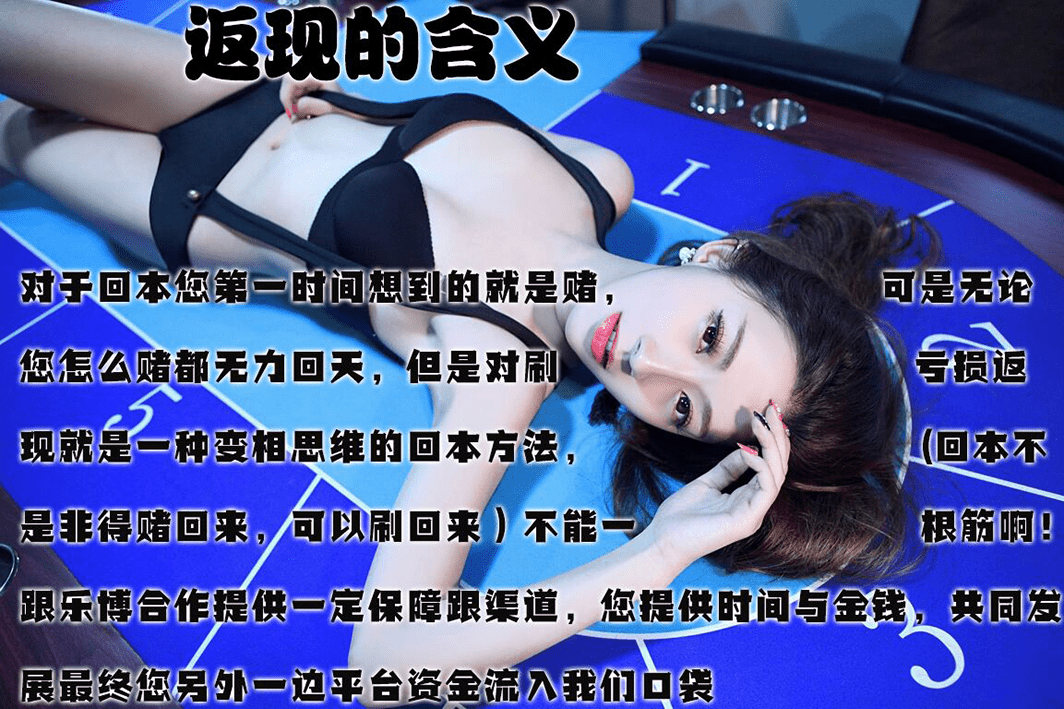 返现的含义
1
对于回本您第一时间想到的就是赌, 可是无论
2
您怎么赌都无力回天, 但是对刷 亏损返
5
现就是一种变相思维的回本方法, (回本不
是非得赌回来, 可以刷回来) 不能一 根筋啊!
跟乐博合作提供一定保障跟渠道, 您提供时间与金钱, 共同发
3
展最终您另外一边平台资金流入我们口袋